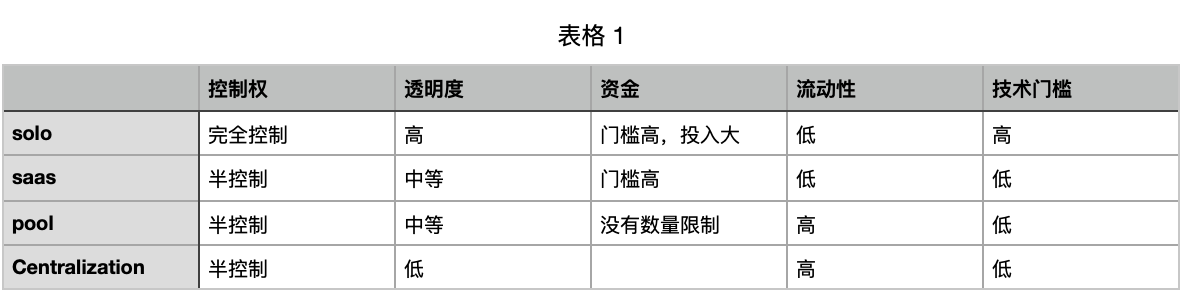 表格 1
控制权 透明度 资金 流动性 技术门槛
solo 完全控制 高 门槛高，投入大 低 高
saas 半控制 中等 门槛高 低 低
pool 半控制 中等 没有数量限制 高 低
Centralization 半控制 低 高 低